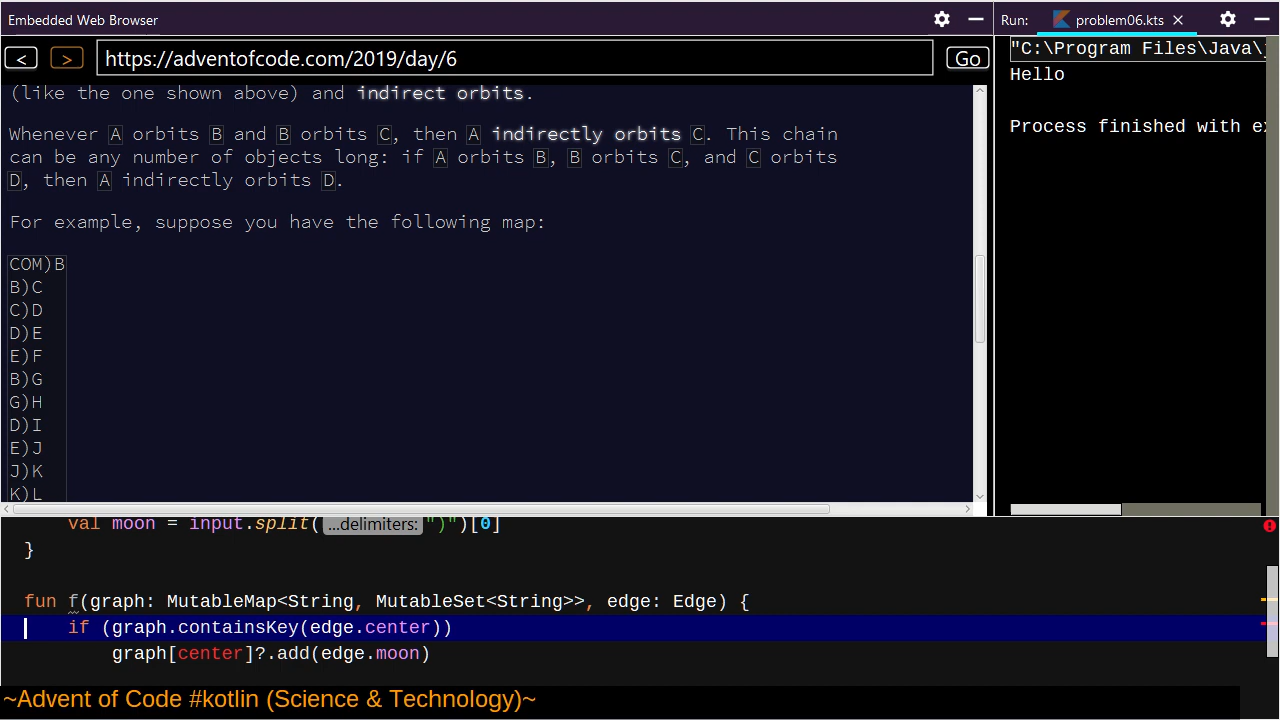 Embedded Web Browser
< > https://adventofcode.com/2019/day/6 Go
(like the one shown above) and indirect orbits.
Whenever A orbits B and B orbits C, then A indirectly orbits C. This chain
can be any number of objects long: if A orbits B, B orbits C, and C orbits
D, then A indirectly orbits D.
For example, suppose you have the following map:
COM)B
B)C
C)D
D)E
E)F
B)G
G)H
D)I
E)J
J)K
K)L
Run: problem06.kts
"C:\Program Files\Java\
Hello
Process finished with ex
val moon = input.split( ...delimiters: ")")[0]
}
fun f(graph: MutableMap<String, MutableSet<String>>, edge: Edge) {
if (graph.containsKey(edge.center))
graph[center]?.add(edge.moon)
~Advent of Code #kotlin (Science & Technology)~